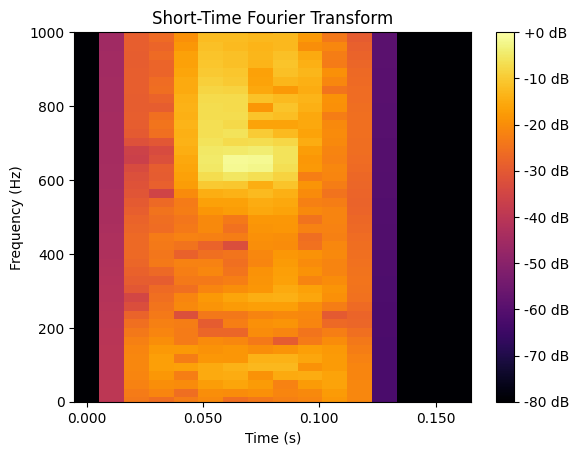 Short-Time Fourier Transform
1000
800
600
400
200
0
Frequency (Hz)
0.000
0.050
0.100
0.150
Time (s)
+0 dB
-10 dB
-20 dB
-30 dB
-40 dB
-50 dB
-60 dB
-70 dB
-80 dB